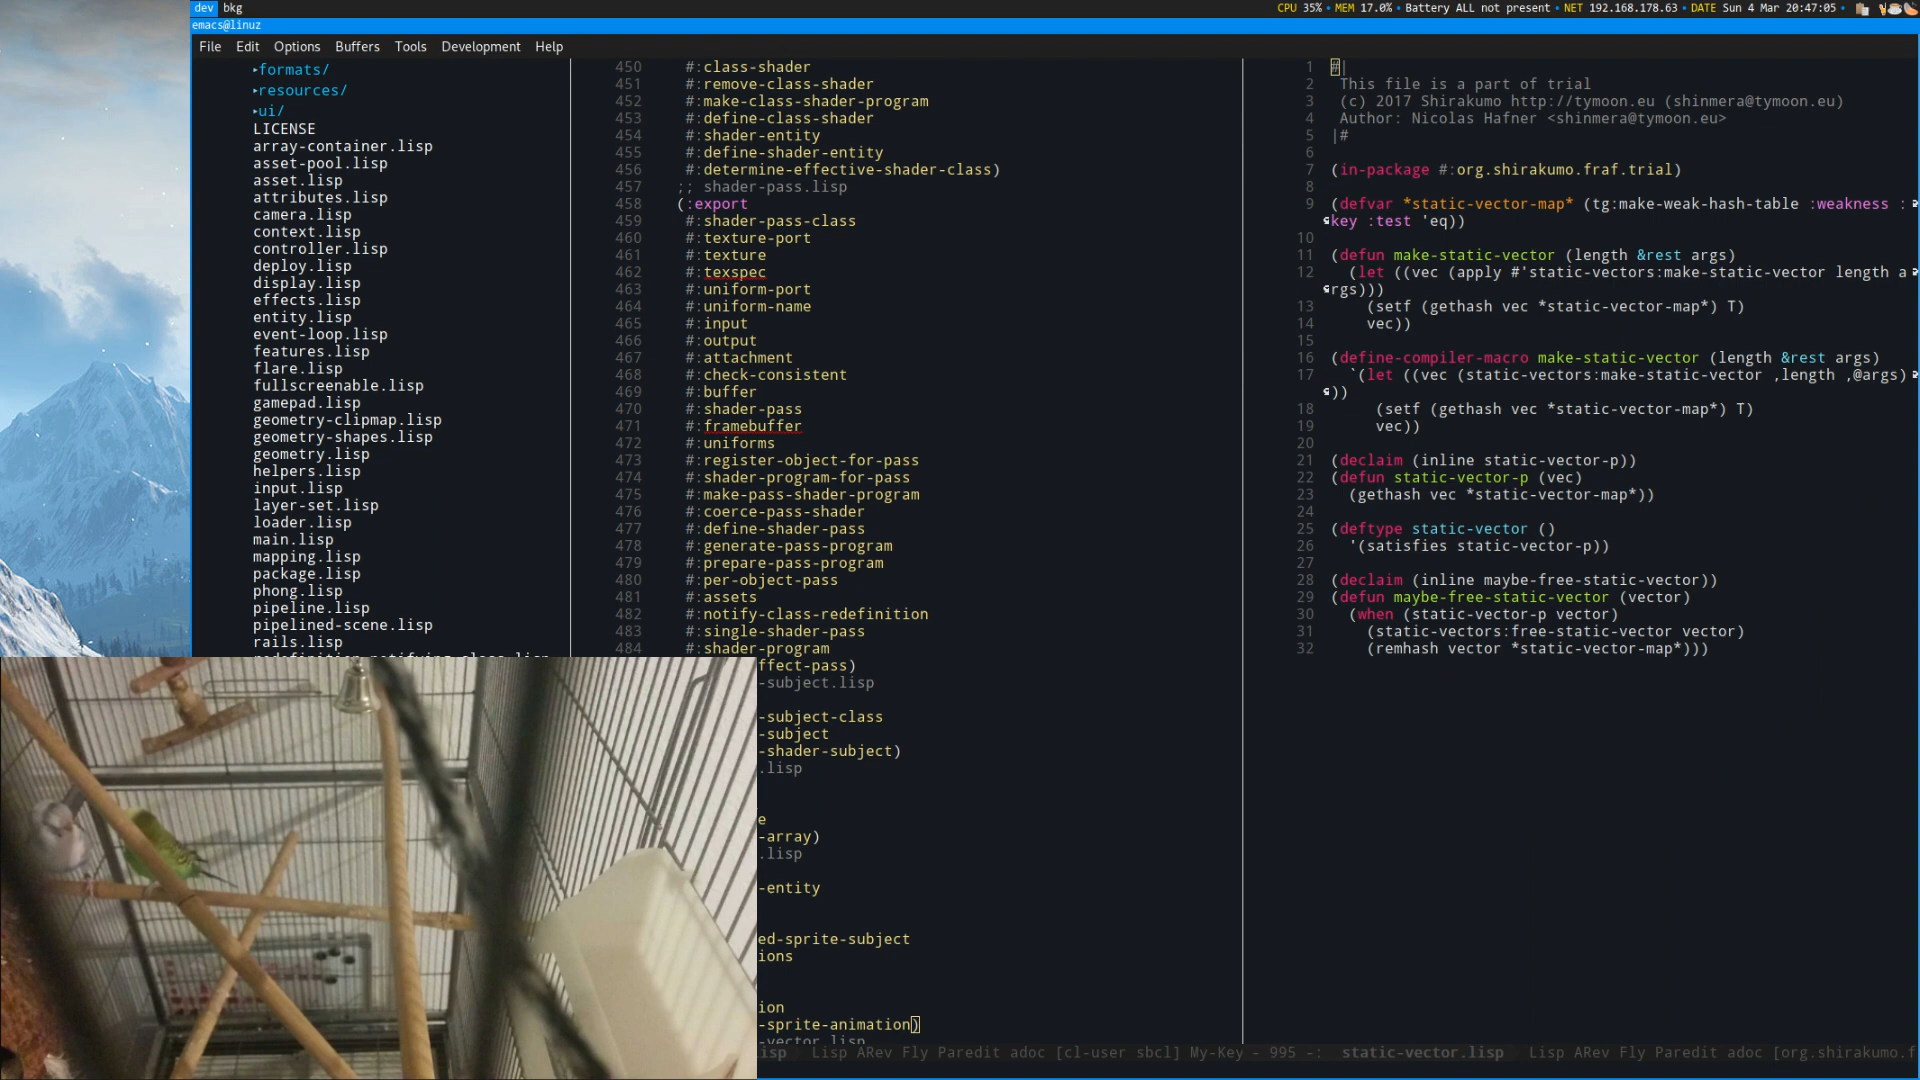 dev bkg
CPU 35% • MEM 17.0% • Battery ALL not present • NET 192.168.178.63 • DATE Sun 4 Mar 20:47:05 •
emacs@linuz
File Edit Options Buffers Tools Development Help
▸formats/
▸resources/
▸ui/
LICENSE
array-container.lisp
asset-pool.lisp
asset.lisp
attributes.lisp
camera.lisp
context.lisp
controller.lisp
deploy.lisp
display.lisp
effects.lisp
entity.lisp
event-loop.lisp
features.lisp
flare.lisp
fullscreenable.lisp
gamepad.lisp
geometry-clipmap.lisp
geometry-shapes.lisp
geometry.lisp
helpers.lisp
input.lisp
layer-set.lisp
loader.lisp
main.lisp
mapping.lisp
package.lisp
phong.lisp
pipeline.lisp
pipelined-scene.lisp
rails.lisp
450 #:class-shader
451 #:remove-class-shader
452 #:make-class-shader-program
453 #:define-class-shader
454 #:shader-entity
455 #:define-shader-entity
456 #:determine-effective-shader-class)
457 ;; shader-pass.lisp
458 (:export
459 #:shader-pass-class
460 #:texture-port
461 #:texture
462 #:texspec
463 #:uniform-port
464 #:uniform-name
465 #:input
466 #:output
467 #:attachment
468 #:check-consistent
469 #:buffer
470 #:shader-pass
471 #:framebuffer
472 #:uniforms
473 #:register-object-for-pass
474 #:shader-program-for-pass
475 #:make-pass-shader-program
476 #:coerce-pass-shader
477 #:define-shader-pass
478 #:generate-pass-program
479 #:prepare-pass-program
480 #:per-object-pass
481 #:assets
482 #:notify-class-redefinition
483 #:single-shader-pass
484 #:shader-program
ffect-pass)
-subject.lisp
-subject-class
-subject
-shader-subject)
.lisp
e
-array)
.lisp
-entity
ed-sprite-subject
ions
ion
-sprite-animation)
isp Lisp ARev Fly Paredit adoc [cl-user sbcl] My-Key - 995 -:
1 #|
2 This file is a part of trial
3 (c) 2017 Shirakumo http://tymoon.eu (shinmera@tymoon.eu)
4 Author: Nicolas Hafner <shinmera@tymoon.eu>
5 |#
6
7 (in-package #:org.shirakumo.fraf.trial)
8
9 (defvar *static-vector-map* (tg:make-weak-hash-table :weakness :
key :test 'eq))
10
11 (defun make-static-vector (length &rest args)
12 (let ((vec (apply #'static-vectors:make-static-vector length a
rgs)))
13 (setf (gethash vec *static-vector-map*) T)
14 vec))
15
16 (define-compiler-macro make-static-vector (length &rest args)
17 `(let ((vec (static-vectors:make-static-vector ,length ,@args)
))
18 (setf (gethash vec *static-vector-map*) T)
19 vec))
20
21 (declaim (inline static-vector-p))
22 (defun static-vector-p (vec)
23 (gethash vec *static-vector-map*))
24
25 (deftype static-vector ()
26 '(satisfies static-vector-p))
27
28 (declaim (inline maybe-free-static-vector))
29 (defun maybe-free-static-vector (vector)
30 (when (static-vector-p vector)
31 (static-vectors:free-static-vector vector)
32 (remhash vector *static-vector-map*)))
static-vector.lisp Lisp ARev Fly Paredit adoc [org.shirakumo.f